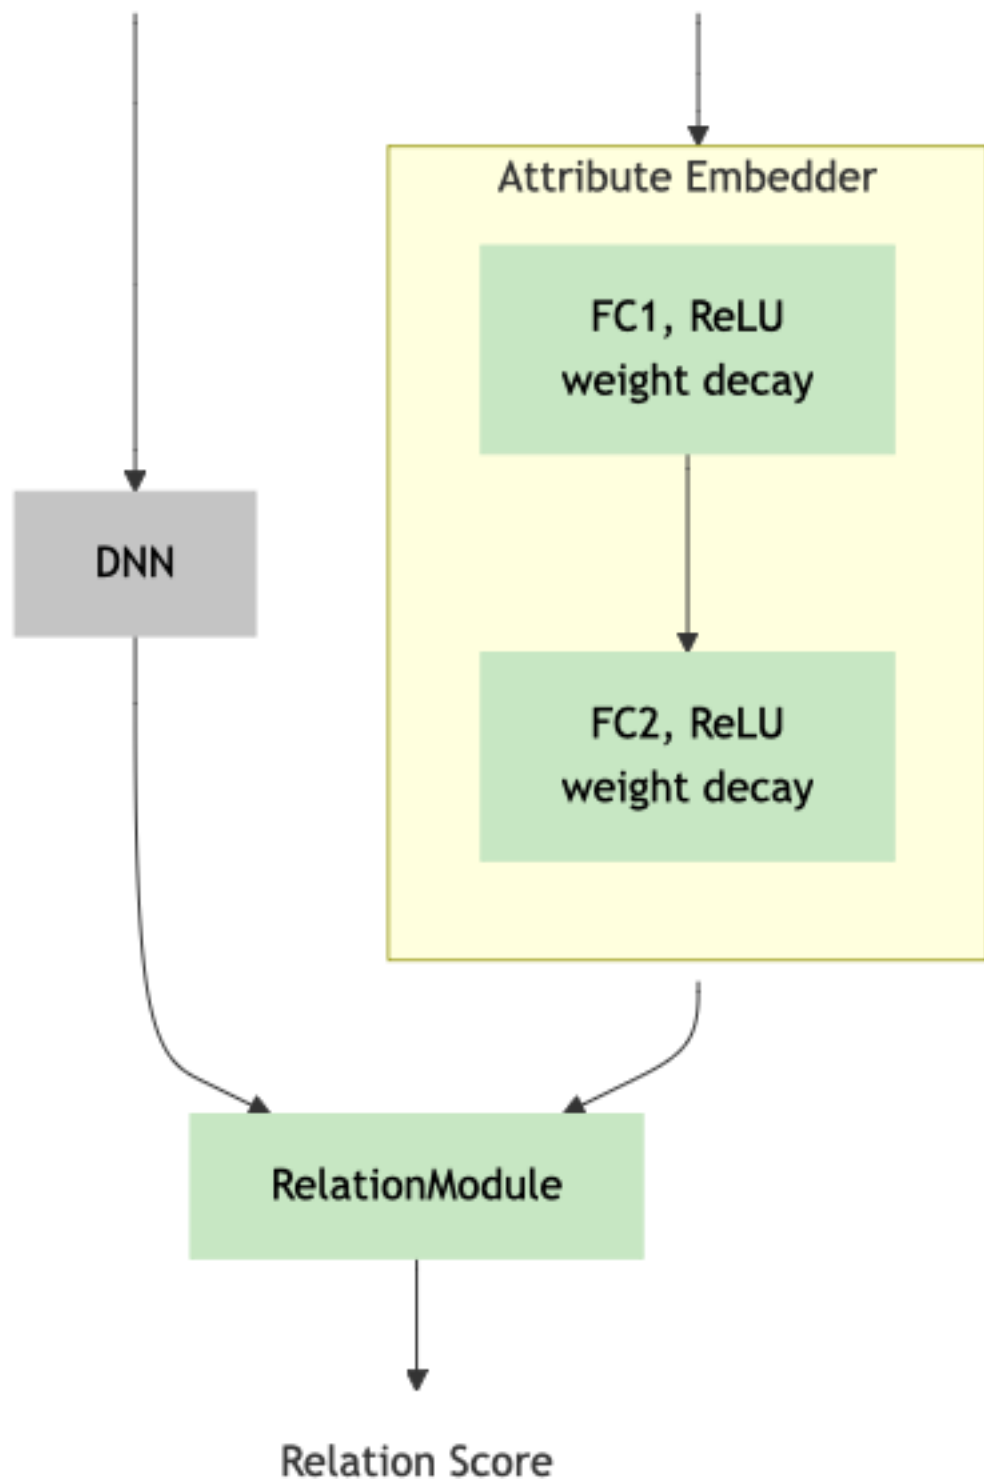 Attribute Embedder
FC1, ReLU
weight decay
DNN
FC2, ReLU
weight decay
RelationModule
Relation Score